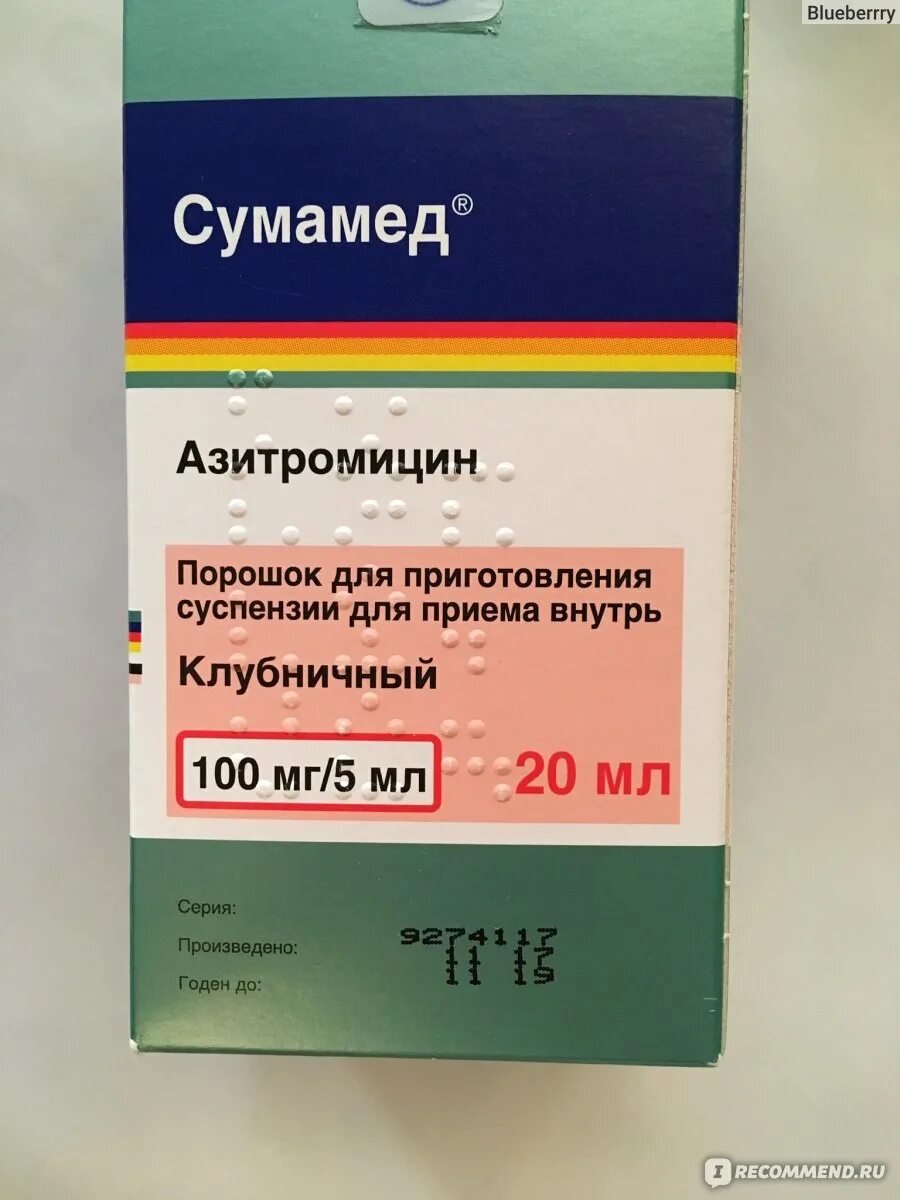 Blueberrry
Сумамед®
Азитромицин
Порошок для приготовления
суспензии для приема внутрь
Клубничный
100 мг/5 мл 20 мл
Серия: 9274117
Произведено: 11 17
Годен до: 11 19
IRECOMMEND.RU